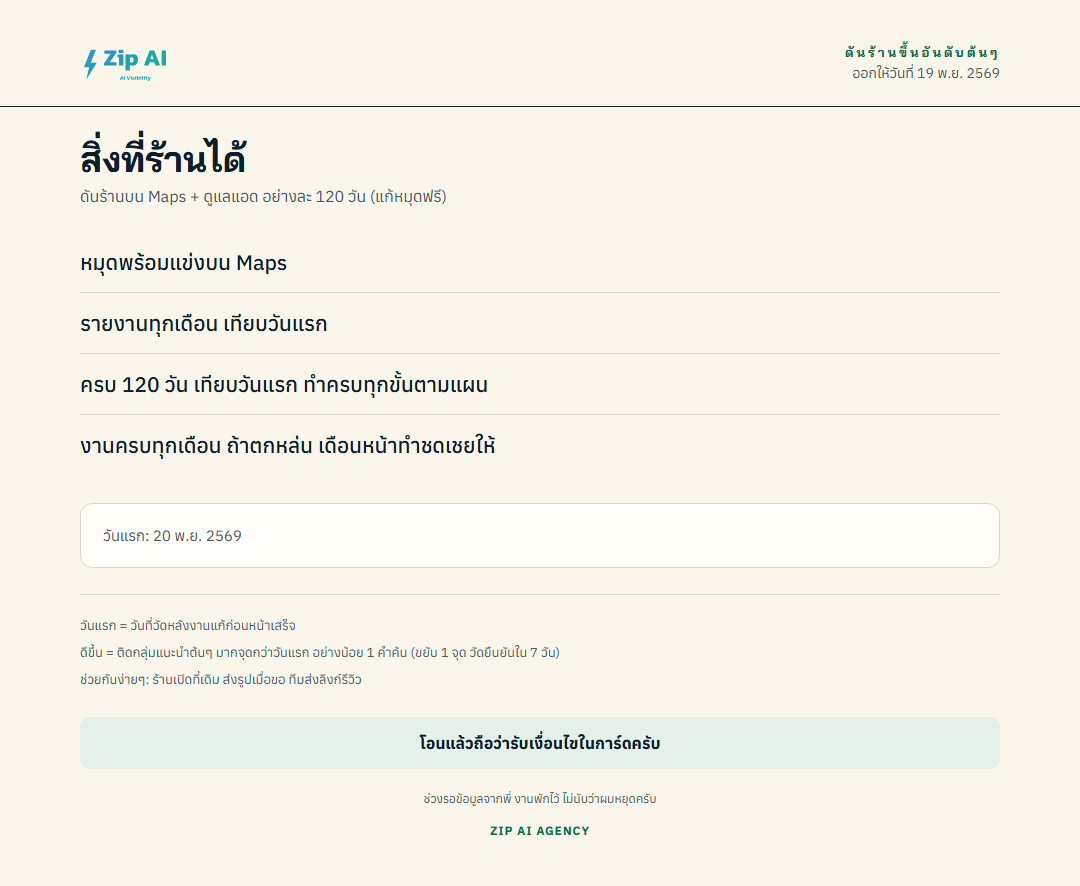 Zip AI
AI Visibility
ดันร้านขึ้นอันดับต้นๆ
ออกให้วันที่ 19 พ.ย. 2569
สิ่งที่ร้านได้
ดันร้านบน Maps + ดูแลแอด อย่างละ 120 วัน (แก้หมุดฟรี)
หมุดพร้อมแข่งบน Maps
รายงานทุกเดือน เทียบวันแรก
ครบ 120 วัน เทียบวันแรก ทำครบทุกขั้นตามแผน
งานครบทุกเดือน ถ้าตกหล่น เดือนหน้าทำชดเชยให้
วันแรก: 20 พ.ย. 2569
วันแรก = วันที่วัดหลังงานแก้ก่อนหน้าเสร็จ
ดีขึ้น = ติดกลุ่มแนะนำต้นๆ มากจุดกว่าวันแรก อย่างน้อย 1 คำค้น (ขยับ 1 จุด วัดยืนยันใน 7 วัน)
ช่วยกันง่ายๆ: ร้านเปิดที่เดิม ส่งรูปเมื่อขอ ทีมส่งลิงก์รีวิว
โอนแล้วถือว่ารับเงื่อนไขในการ์ดครับ
ช่วงรอข้อมูลจากพี่ งานพักไว้ ไม่นับว่าผมหยุดครับ
ZIP AI AGENCY